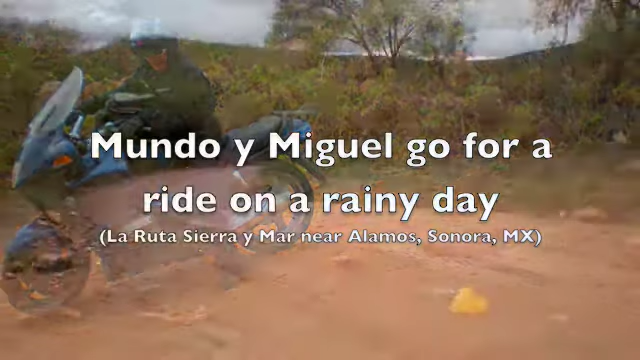 Mundo y Miguel go for a
ride on a rainy day
(La Ruta Sierra y Mar near Alamos, Sonora, MX)